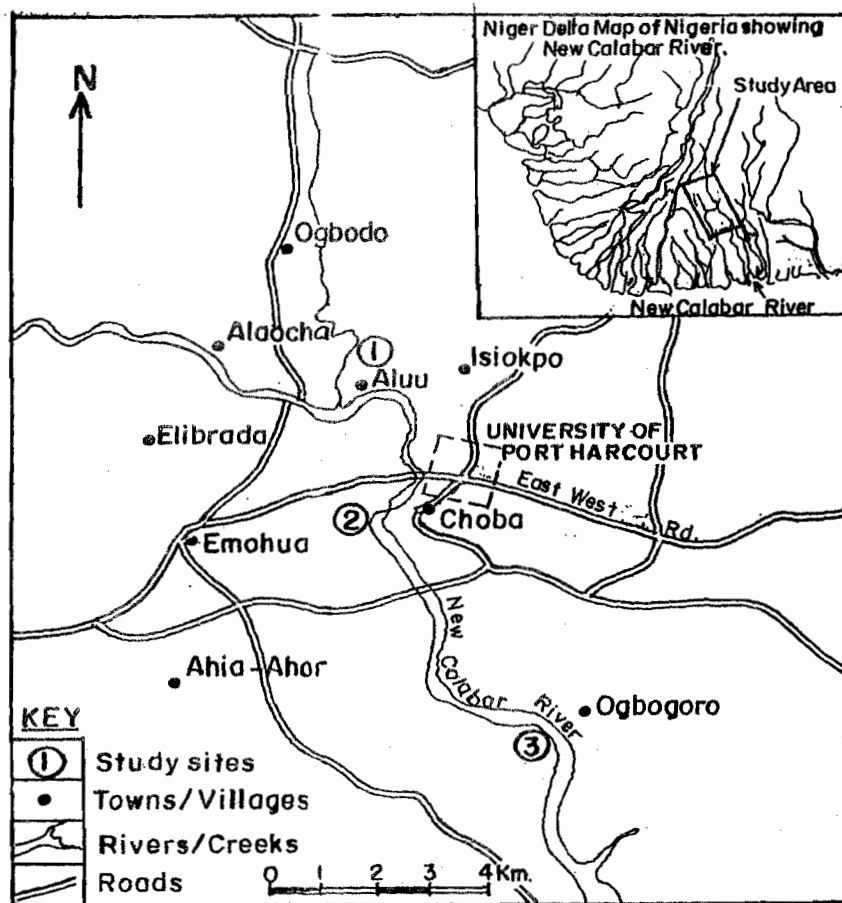 Niger Delta Map of Nigeria showing
New Calabar River.
Study Area
New Calabar River
N
Ogbodo
Alaocha
1
Isiokpo
Aluu
Elibrada
UNIVERSITY OF
PORT HARCOURT
East West Rd.
2
Choba
Emohua
New Calabar River
Ahia-Ahor
Ogbogoro
3
KEY
1 Study sites
Towns/Villages
Rivers/Creeks
Roads
0 1 2 3 4 Km.